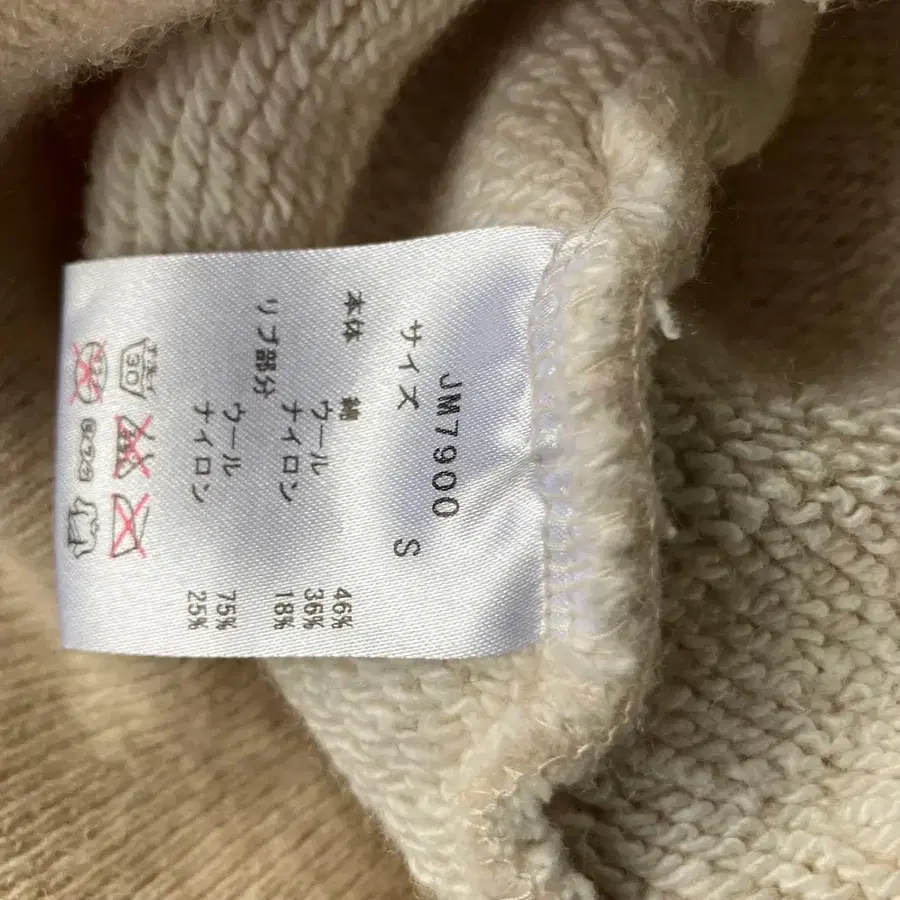 JM7900
サイズ S
本体 綿 46%
ウール 36%
ナイロン 18%
リブ部分
ウール 75%
ナイロン 25%
30